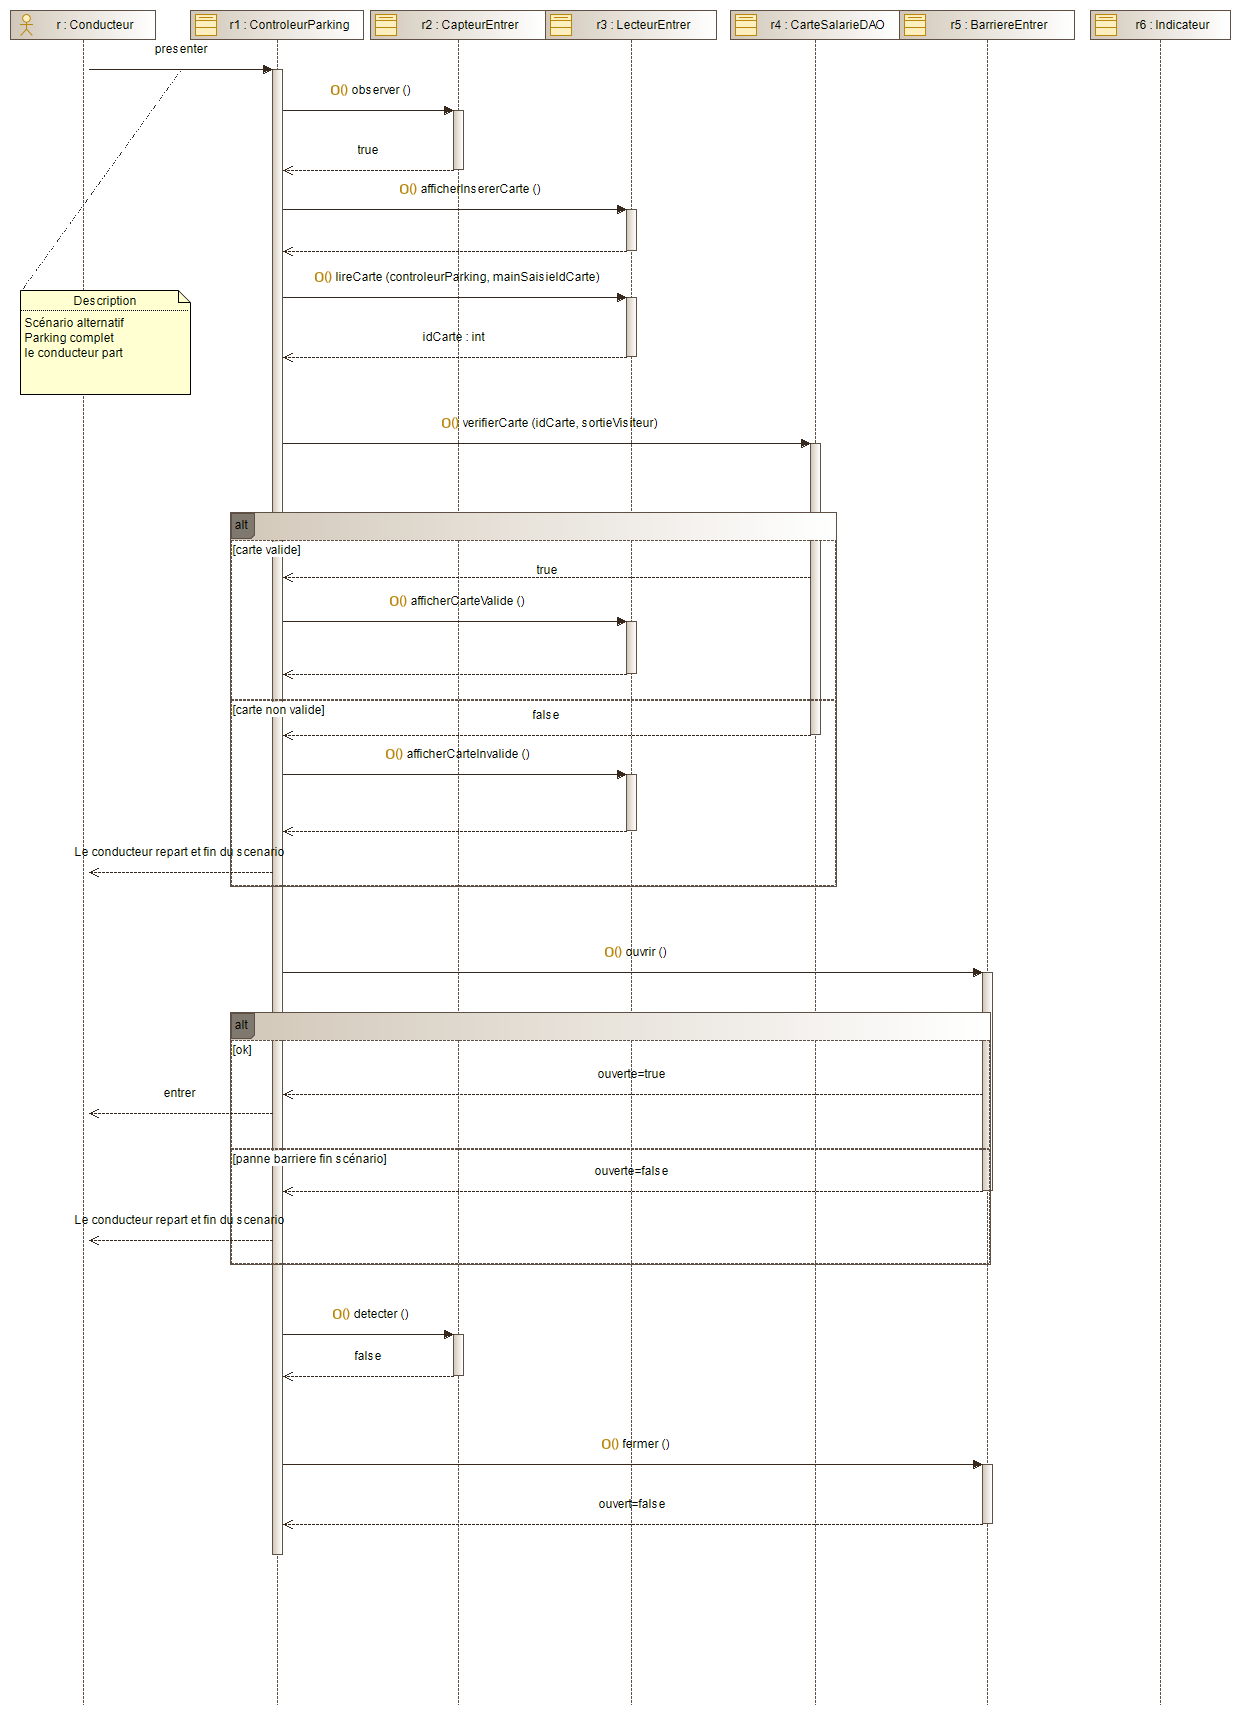 r : Conducteur
r1 : ControleurParking
r2 : CapteurEntrer
r3 : LecteurEntrer
r4 : CarteSalarieDAO
r5 : BarriereEntrer
r6 : Indicateur
presenter
O() observer ()
true
O() afficherInsererCarte ()
O() lireCarte (controleurParking, mainSaisieIdCarte)
Description
Scénario alternatif
Parking complet
le conducteur part
idCarte : int
O() verifierCarte (idCarte, sortieVisiteur)
alt
[carte valide]
true
O() afficherCarteValide ()
[carte non valide]
false
O() afficherCarteInvalide ()
Le conducteur repart et fin du scenario
O() ouvrir ()
alt
[ok]
ouverte=true
entrer
[panne barriere fin scénario]
ouverte=false
Le conducteur repart et fin du scenario
O() detecter ()
false
O() fermer ()
ouvert=false